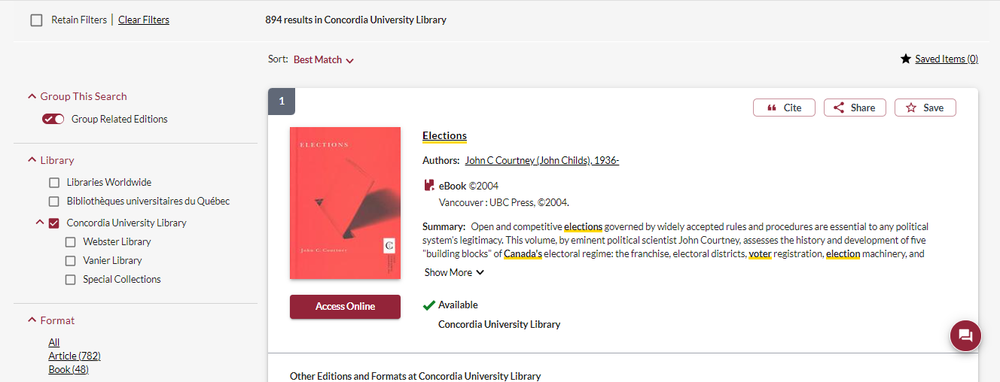 Retain Filters | Clear Filters
894 results in Concordia University Library
Sort: Best Match
Saved Items (0)
Group This Search
Group Related Editions
Library
Libraries Worldwide
Bibliothèques universitaires du Québec
Concordia University Library
Webster Library
Vanier Library
Special Collections
Format
All
Article (782)
Book (48)
1
Cite
Share
Save
ELECTIONS
John C. Courtney
Elections
Authors: John C Courtney (John Childs), 1936-
eBook ©2004
Vancouver : UBC Press, ©2004.
Summary: Open and competitive elections governed by widely accepted rules and procedures are essential to any political
system's legitimacy. This volume, by eminent political scientist John Courtney, assesses the history and development of five
"building blocks" of Canada's electoral regime: the franchise, electoral districts, voter registration, election machinery, and
Show More
Access Online
Available
Concordia University Library
Other Editions and Formats at Concordia University Library